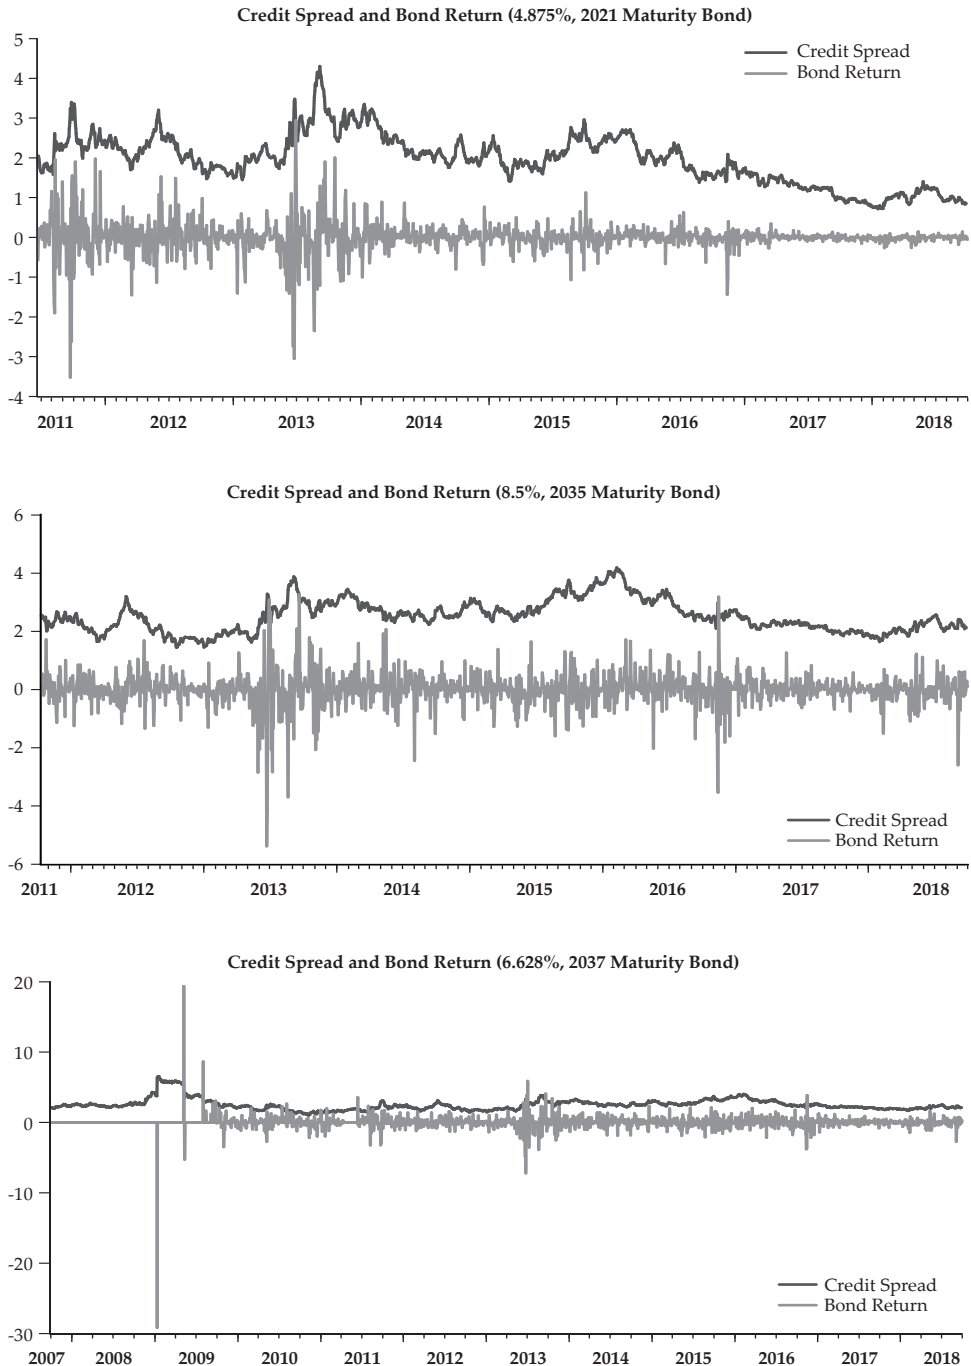 Credit Spread and Bond Return (4.875%, 2021 Maturity Bond)
5
4
3
2
1
0
-1
-2
-3
-4
Credit Spread
Bond Return
2011 2012 2013 2014 2015 2016 2017 2018
Credit Spread and Bond Return (8.5%, 2035 Maturity Bond)
6
4
2
0
-2
-4
-6
Credit Spread
Bond Return
2011 2012 2013 2014 2015 2016 2017 2018
Credit Spread and Bond Return (6.628%, 2037 Maturity Bond)
20
10
0
-10
-20
-30
Credit Spread
Bond Return
2007 2008 2009 2010 2011 2012 2013 2014 2015 2016 2017 2018